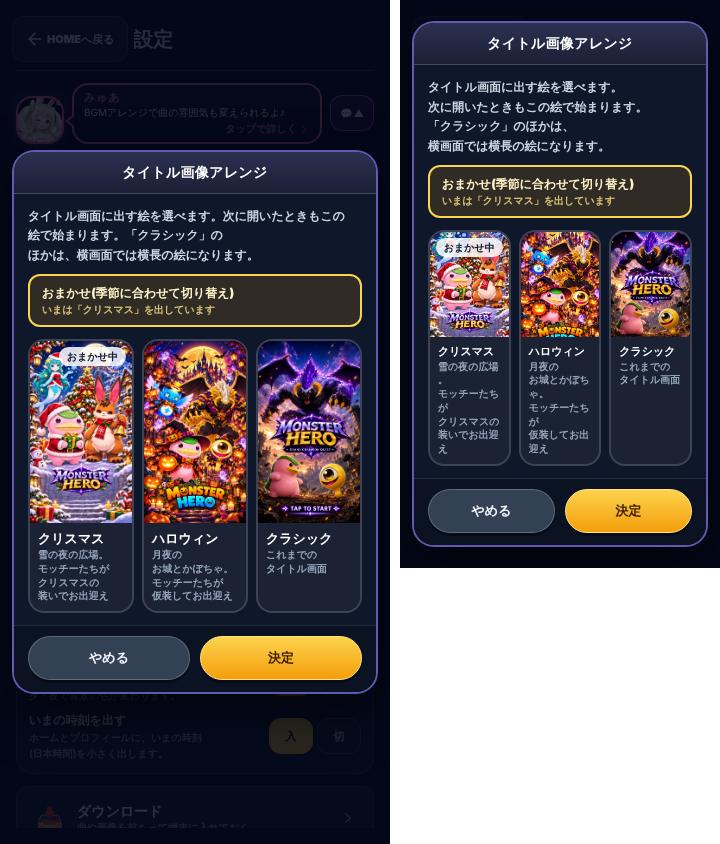 HOMEへ戻る
設定
みゅあ
BGMアレンジで曲の雰囲気も変えられるよ♪
タップで詳しく
タイトル画像アレンジ
タイトル画面に出す絵を選べます。次に開いたときもこの
絵で始まります。「クラシック」の
ほかは、横画面では横長の絵になります。
おまかせ(季節に合わせて切り替え)
いまは「クリスマス」を出しています
おまかせ中
MONSTER
HERO
クリスマス
雪の夜の広場。
モッチーたちが
クリスマスの
装いでお出迎え
MONSTER
HERO
ハロウィン
月夜の
お城とかぼちゃ。
モッチーたちが
仮装してお出迎え
MONSTER
HERO
TAP TO START
クラシック
これまでの
タイトル画面
やめる
決定
いまの時刻を出す
ホームとプロフィールに、いまの時刻
(日本時間)を小さく出します。
入
切
ダウンロード
タイトル画像アレンジ
タイトル画面に出す絵を選べます。
次に開いたときもこの絵で始まります。
「クラシック」のほかは、
横画面では横長の絵になります。
おまかせ(季節に合わせて切り替え)
いまは「クリスマス」を出しています
おまかせ中
MONSTER
HERO
クリスマス
雪の夜の広場
。
モッチーたち
が
クリスマスの
装いでお出迎
え
MONSTER
HERO
ハロウィン
月夜の
お城とかぼち
ゃ。
モッチーたち
が
仮装してお出
迎え
MONSTER
HERO
クラシック
これまでの
タイトル画面
やめる
決定